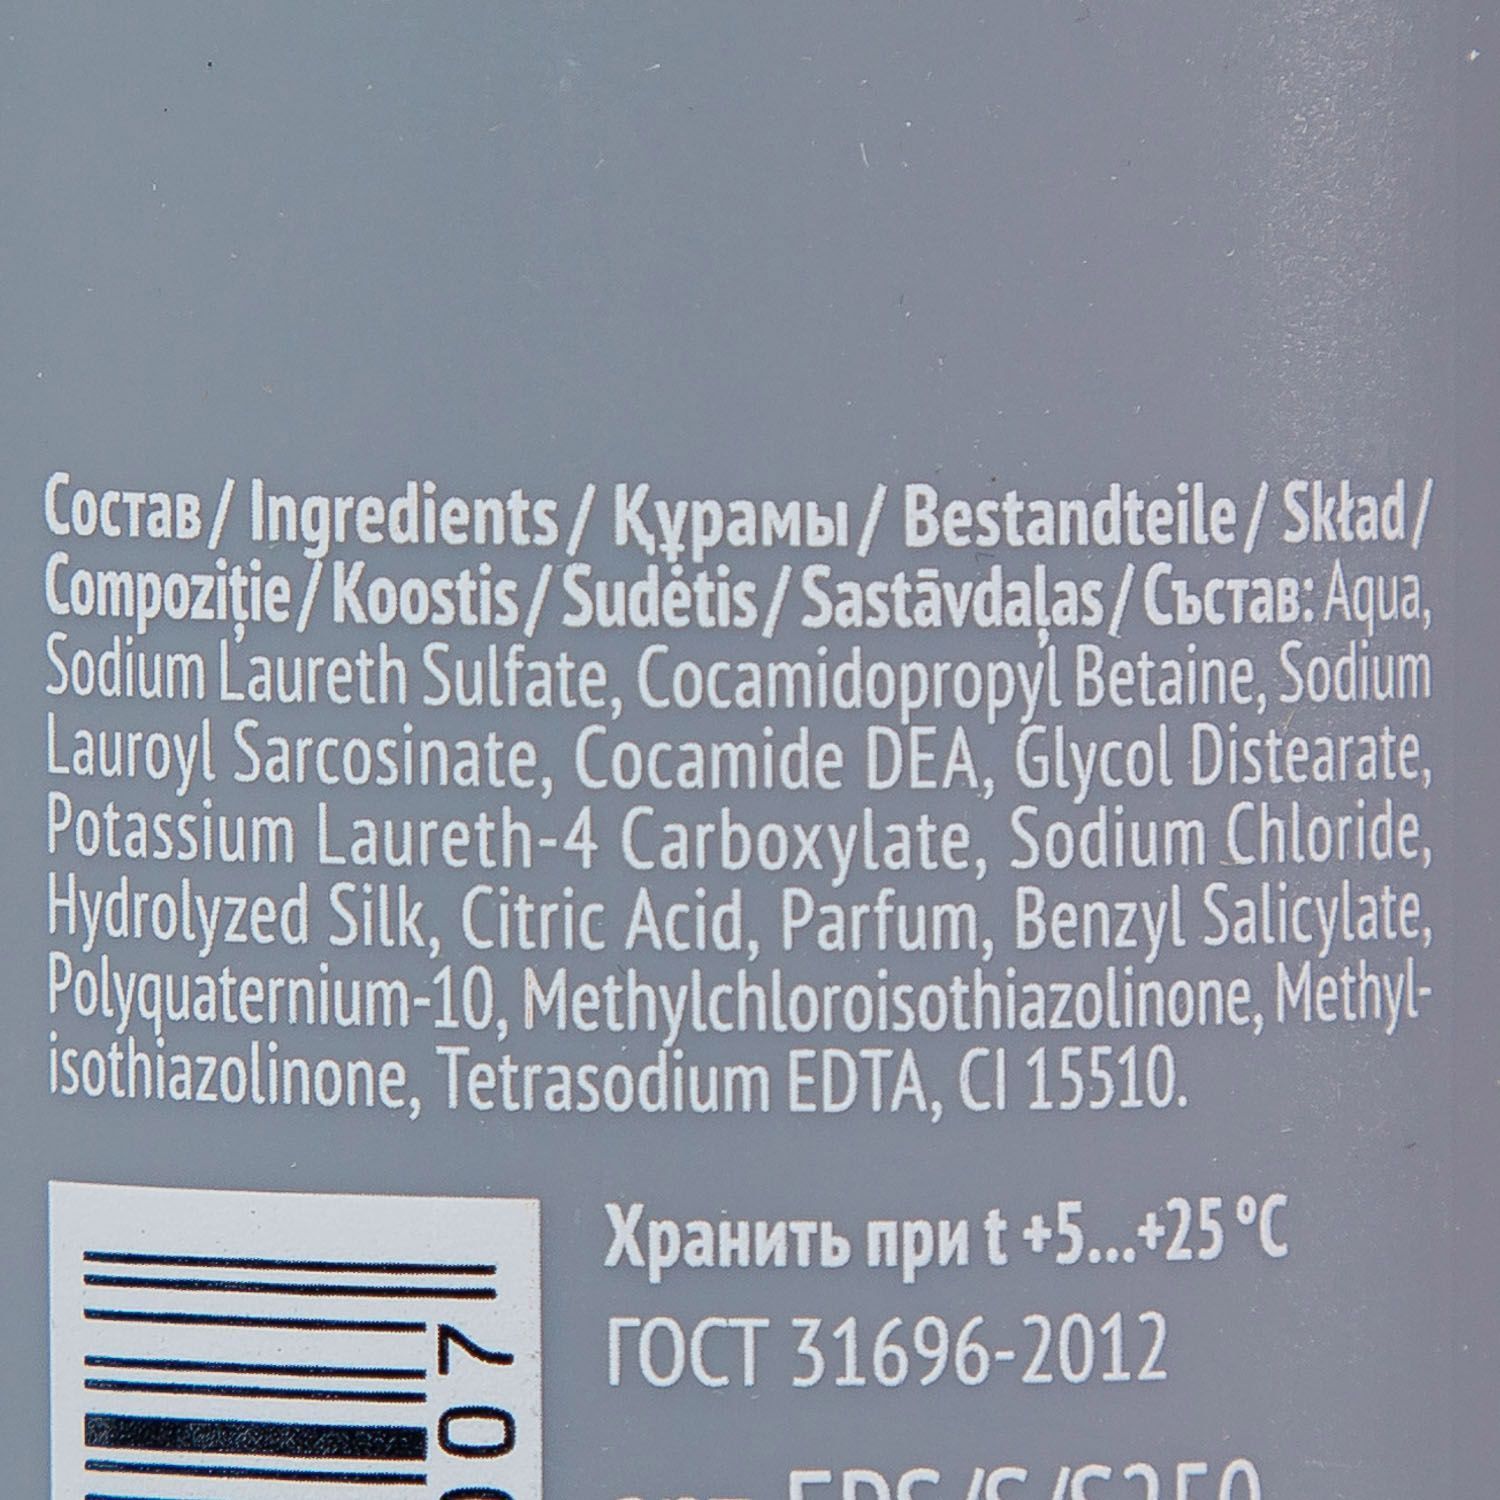 Состав/ Ingredients/ Құрамы/ Bestandteile/ Skład/
Compoziție/Koostis/Sudėtis/Sastāvdaļas/Състав: Aqua,
Sodium Laureth Sulfate, Cocamidopropyl Betaine, Sodium
Lauroyl Sarcosinate, Cocamide DEA, Glycol Distearate,
Potassium Laureth-4 Carboxylate, Sodium Chloride,
Hydrolyzed Silk, Citric Acid, Parfum, Benzyl Salicylate,
Polyquaternium-10, Methylchloroisothiazolinone, Methyl-
isothiazolinone, Tetrasodium EDTA, CI 15510.
Хранить при t +5...+25 °C
ГОСТ 31696-2012
07